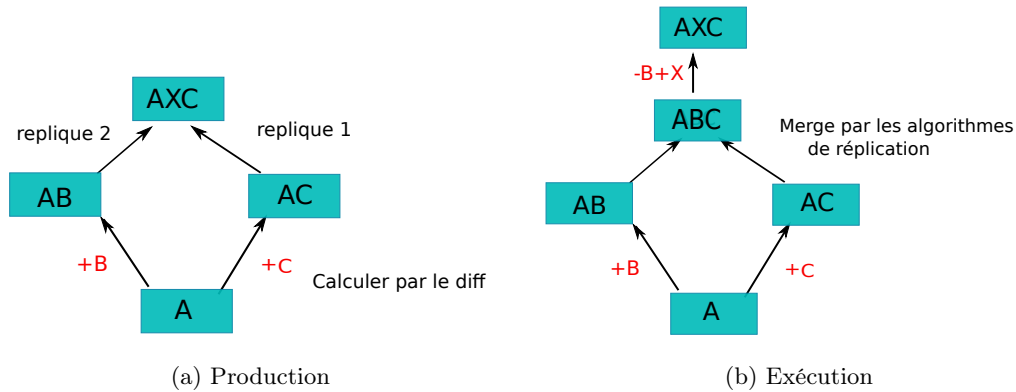 AXC
replique 2
replique 1
AB
AC
+B
+C
Calculer par le diff
A
(a) Production
AXC
-B+X
ABC
Merge par les algorithmes
de réplication
AB
AC
+B
+C
A
(b) Exécution